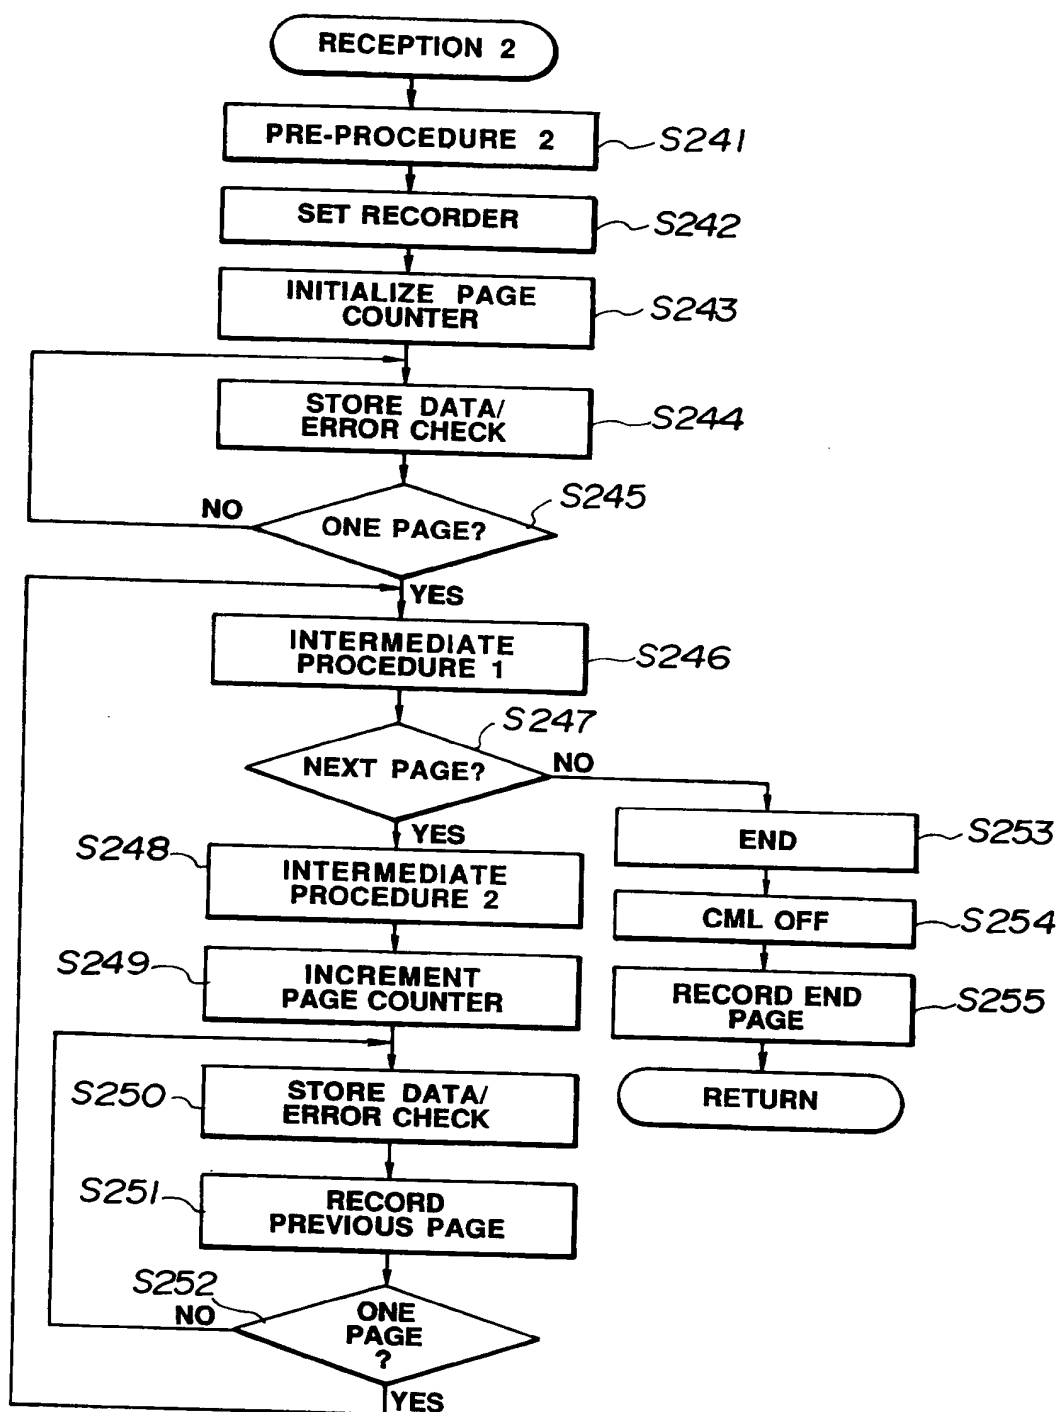 RECEPTION 2
PRE-PROCEDURE 2
S241
SET RECORDER
S242
INITIALIZE PAGE
COUNTER
S243
STORE DATA/
ERROR CHECK
S244
S245
NO
ONE PAGE?
YES
INTERMEDIATE
PROCEDURE 1
S246
S247
NEXT PAGE?
NO
YES
S248
INTERMEDIATE
PROCEDURE 2
END
S253
CML OFF
S254
S249
INCREMENT
PAGE COUNTER
RECORD END
PAGE
S255
S250
STORE DATA/
ERROR CHECK
RETURN
S251
RECORD
PREVIOUS PAGE
S252
NO
ONE
PAGE
?
YES